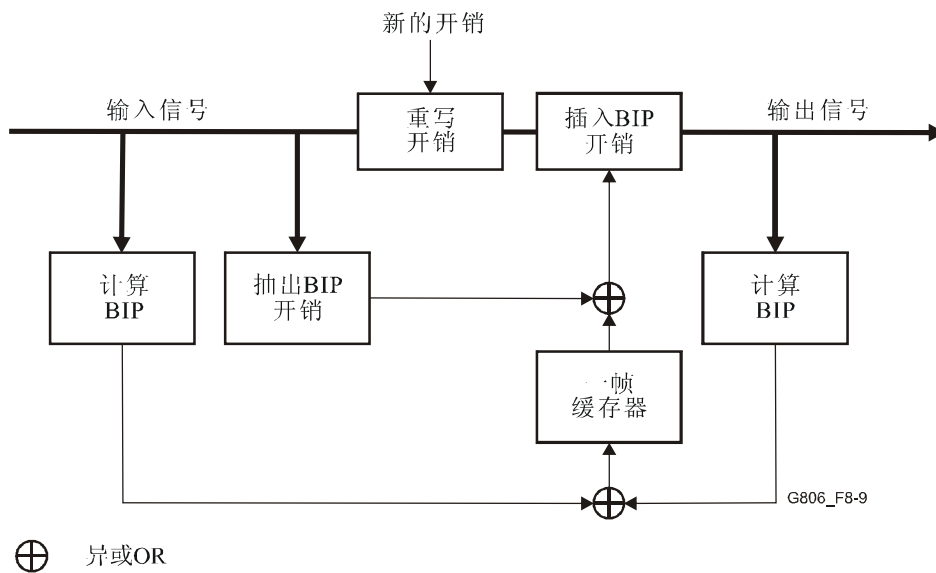 新的开销
输入信号
重写
开销
插入BIP
开销
输出信号
计算
BIP
抽出BIP
开销
计算
BIP
一帧
缓存器
G806_F8-9
异或OR